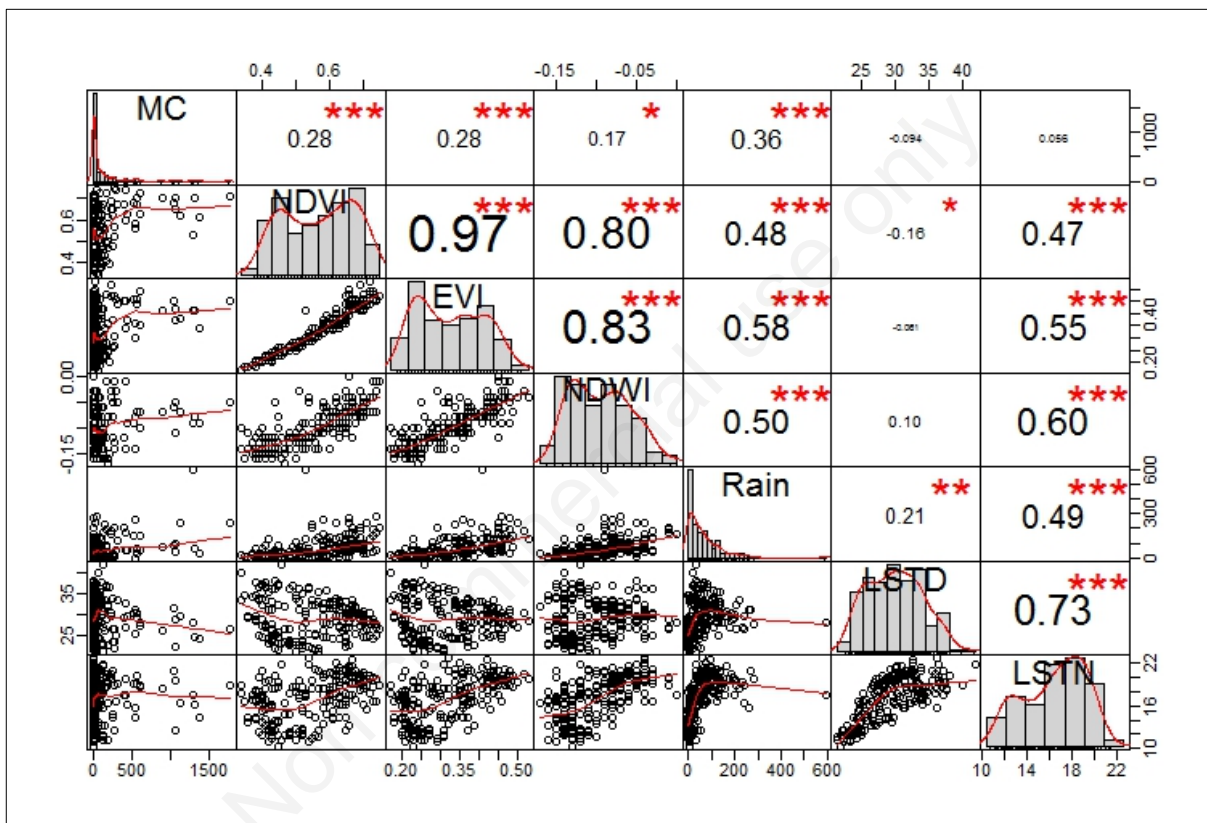 0.4 0.6 -0.15 -0.05 25 30 35 40
MC 0.28 *** 0.28 *** 0.17 * 0.36 *** -0.094 0.056 0 1000
0.4 0.6 NDVI 0.97 *** 0.80 *** 0.48 *** -0.16 * 0.47 ***
EVI 0.83 *** 0.58 *** -0.081 0.55 *** 0.20 0.40
-0.15 0.00 NDWI 0.50 *** 0.10 0.60 ***
Rain 0.21 ** 0.49 *** 0 300 600
25 35 LSTD 0.73 ***
LSTN 10 16 22
0 500 1500 0.20 0.35 0.50 0 200 400 600 10 14 18 22
Non-commercial use only